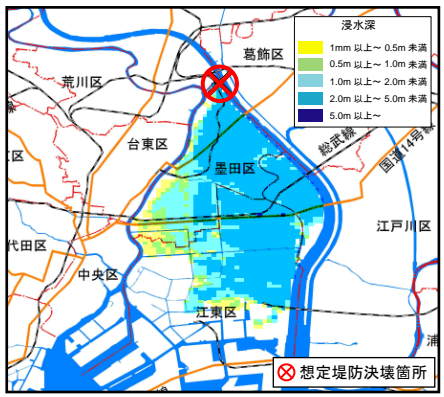 浸水深
1mm 以上～ 0.5m 未満
0.5m 以上～ 1.0m 未満
1.0m 以上～ 2.0m 未満
2.0m 以上～ 5.0m 未満
5.0m 以上～
葛飾区
荒川区
台東区
墨田区
総武線
国道14号線
江戸川区
代田区
中央区
江東区
浦
想定堤防決壊箇所